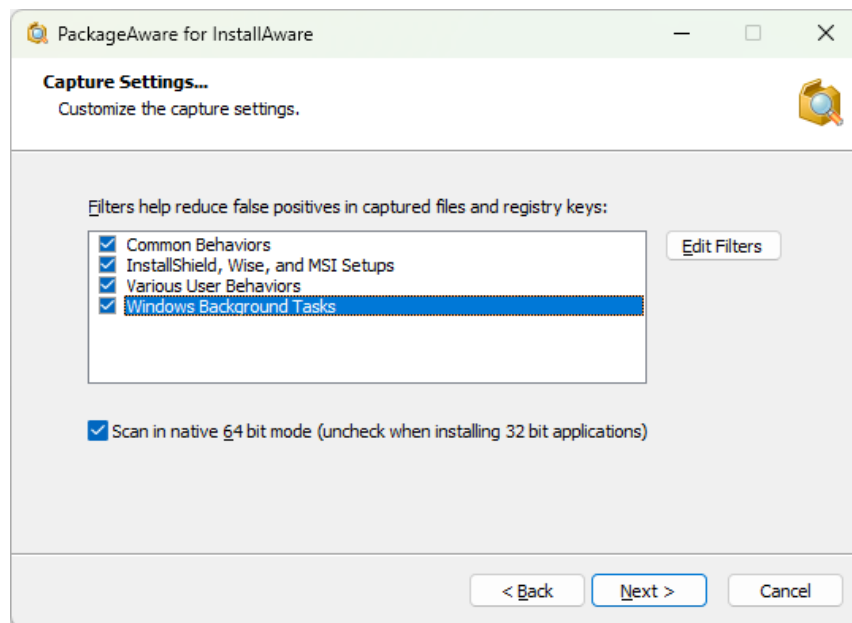 PackageAware for InstallAware
Capture Settings...
Customize the capture settings.
Filters help reduce false positives in captured files and registry keys:
Common Behaviors
InstallShield, Wise, and MSI Setups
Various User Behaviors
Windows Background Tasks
Edit Filters
Scan in native 64 bit mode (uncheck when installing 32 bit applications)
< Back
Next >
Cancel